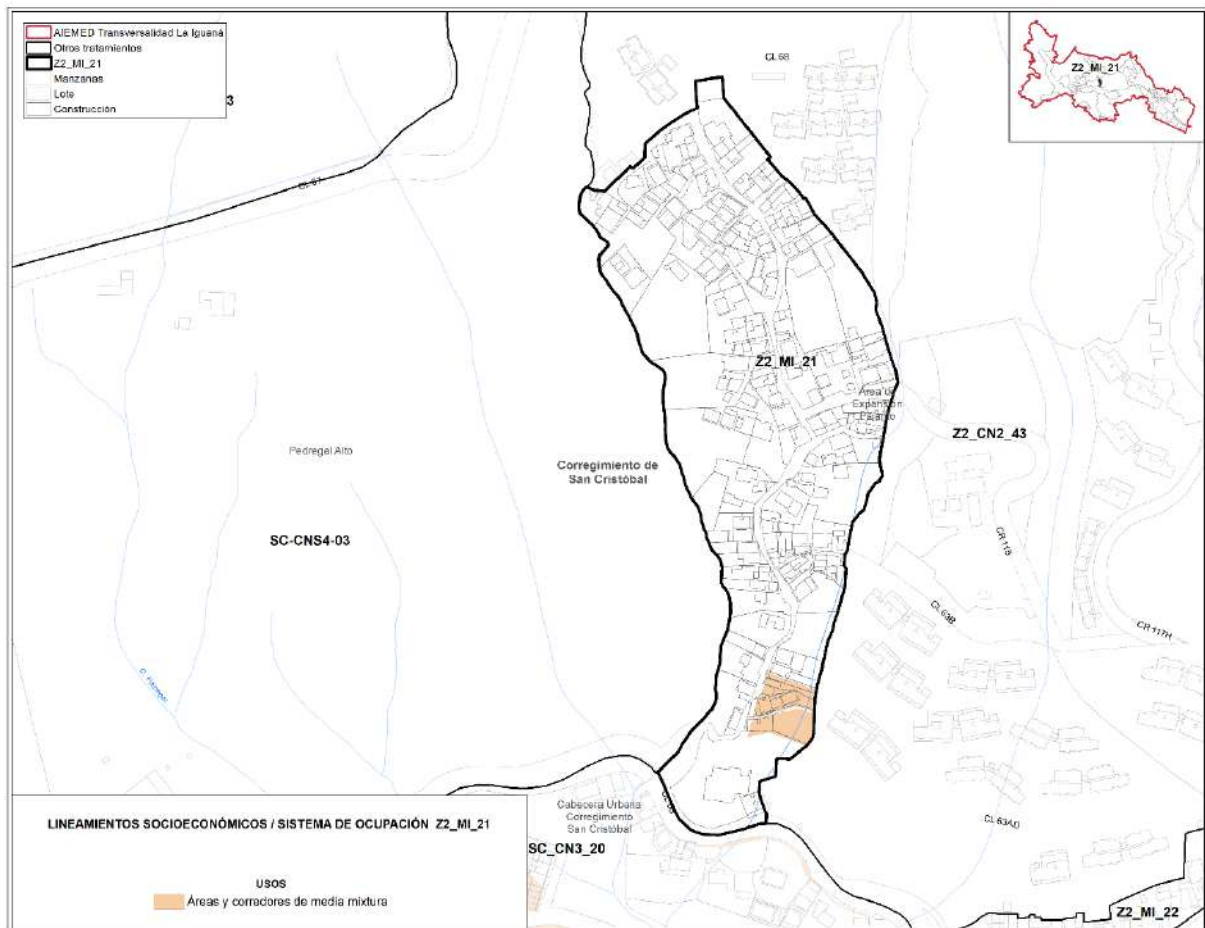 AIEMED Transversalidad La Iguaná
Otros tratamientos
Z2_MI_21
Manzanas
Lote
Construcción
3
CL 68
Z2_MI_21
CL 67
Z2_MI_21
Area de
Expansión
Pajarito
Z2_CN2_43
Pedregal Alto
Corregimiento de
San Cristóbal
SC-CNS4-03
CR 118
CL 63B
CR 117H
CL 63AD
Cabecera Urbana
Corregimiento
San Cristóbal
SC_CN3_20
Z2_MI_22
LINEAMIENTOS SOCIOECONÓMICOS / SISTEMA DE OCUPACIÓN Z2_MI_21
USOS
Áreas y corredores de media mixtura